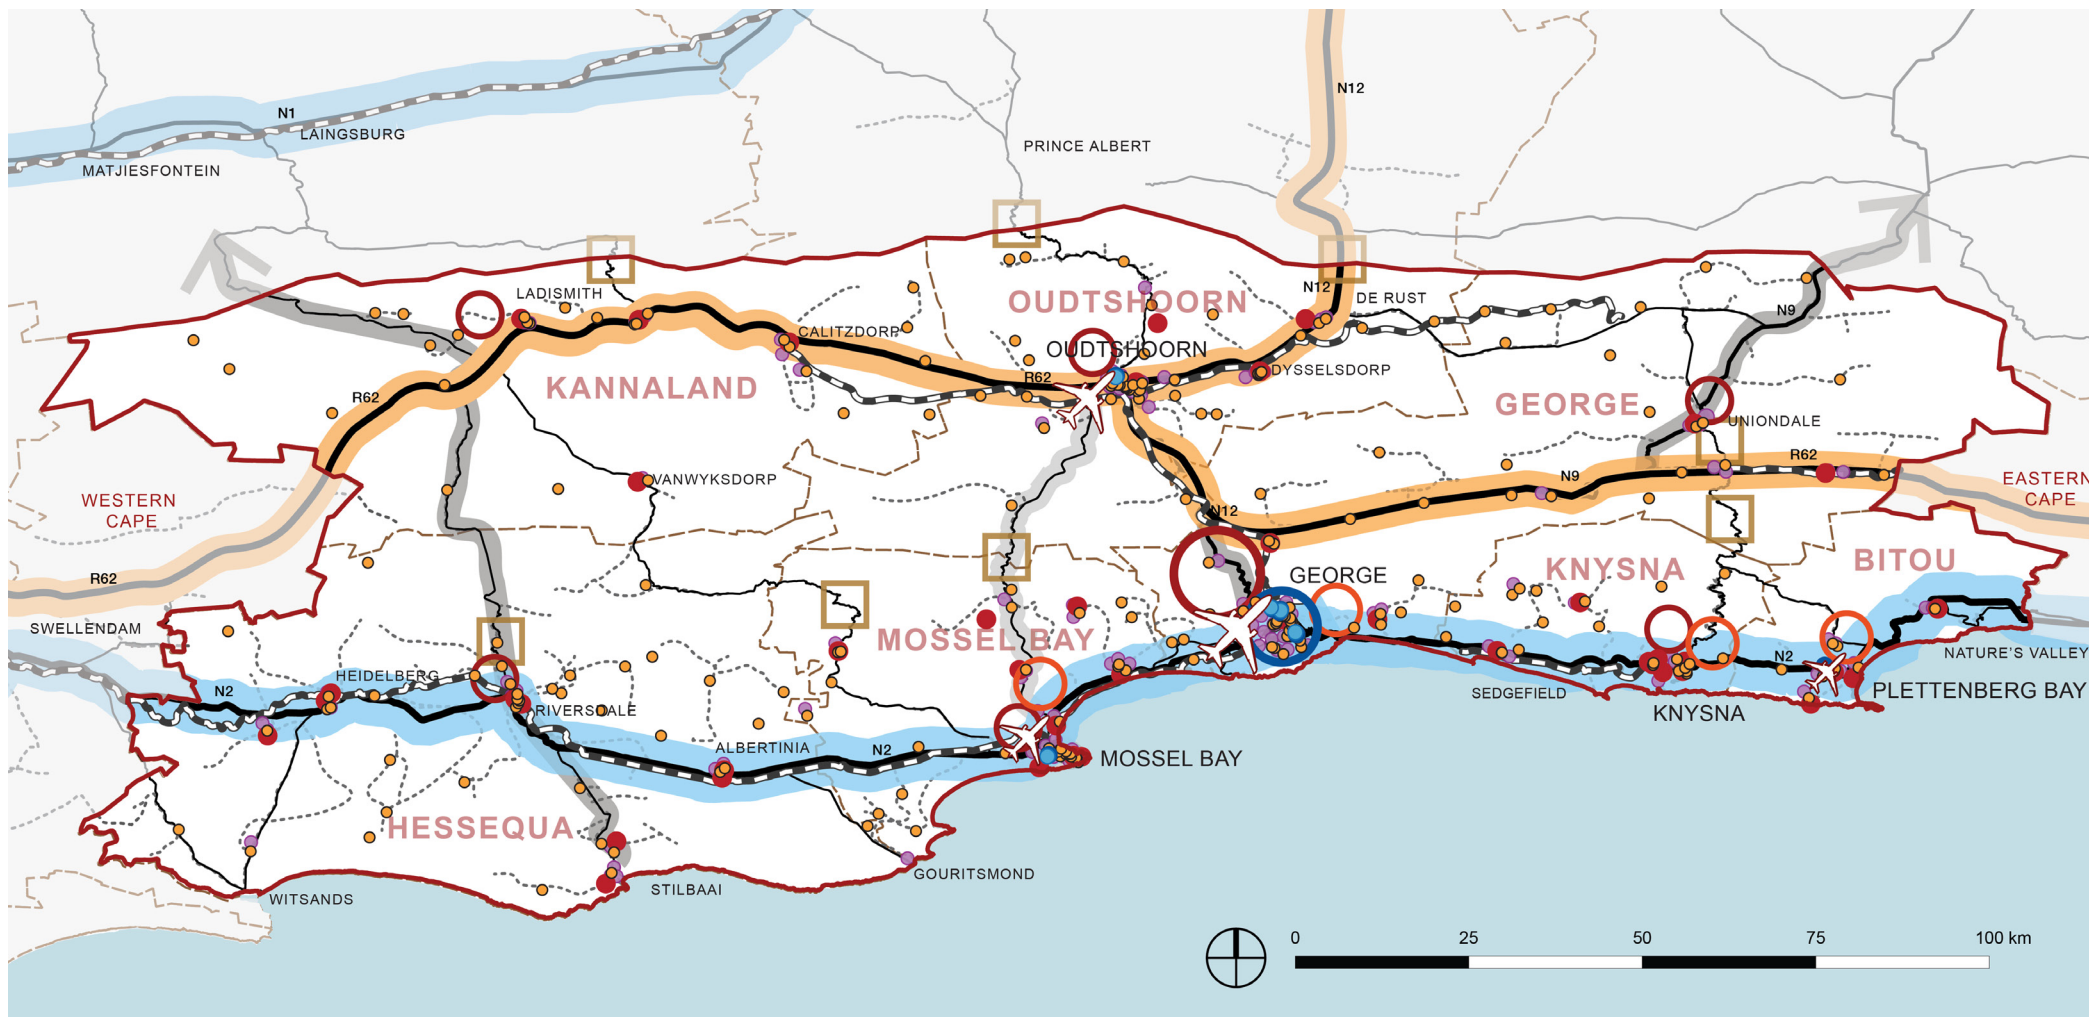 N1
LAINGSBURG
MATJIESFONTEIN
N12
PRINCE ALBERT
LADISMITH
OUDTSHOORN
N12
DE RUST
N9
CALITZDORP
OUDTSHOORN
R62
DYSSELSDORP
KANNALAND
R62
GEORGE
UNIONDALE
R62
N9
VANWYKSDORP
WESTERN
CAPE
EASTERN
CAPE
N12
R62
GEORGE
KNYSNA
BITOU
SWELLENDAM
MOSSEL BAY
NATURE'S VALLEY
N2
HEIDELBERG
N2
SEDGEFIELD
PLETTENBERG BAY
KNYSNA
RIVERSDALE
ALBERTINIA
N2
MOSSEL BAY
HESSEQUA
GOURITSMOND
STILBAAI
WITSANDS
0 25 50 75 100 km